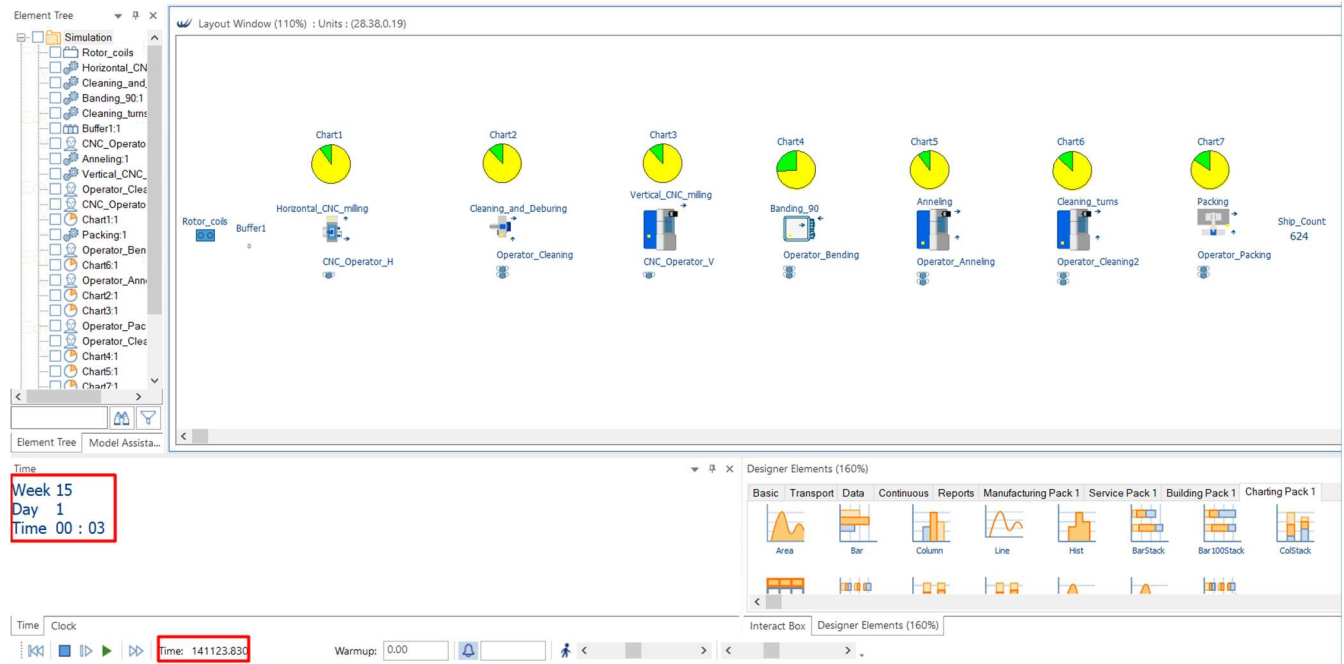 Element Tree
Simulation
Rotor_coils
Horizontal_CN
Cleaning_and_
Banding_90:1
Cleaning_turns
Buffer1:1
CNC_Operato
Anneling:1
Vertical_CNC_
Operator_Clea
CNC_Operato
Chart1:1
Packing:1
Operator_Ben
Chart6:1
Operator_Anne
Chart2:1
Chart3:1
Operator_Pac
Operator_Clea
Chart4:1
Chart5:1
Chart7:1
Element Tree Model Assista...
Layout Window (110%) : Units : (28.38,0.19)
Chart1 Chart2 Chart3 Chart4 Chart5 Chart6 Chart7
Rotor_coils Buffer1 Horizontal_CNC_miling Cleaning_and_Deburing Vertical_CNC_miling Banding_90 Anneling Cleaning_turns Packing Ship_Count
0
624
CNC_Operator_H Operator_Cleaning CNC_Operator_V Operator_Bending Operator_Anneling Operator_Cleaning2 Operator_Packing
Time
Week 15
Day 1
Time 00 : 03
Time Clock
Designer Elements (160%)
Basic Transport Data Continuous Reports Manufacturing Pack 1 Service Pack 1 Building Pack 1 Charting Pack 1
Area Bar Column Line Hist BarStack Bar100Stack ColStack
Interact Box Designer Elements (160%)
Time: 141123.830 Warmup: 0.00